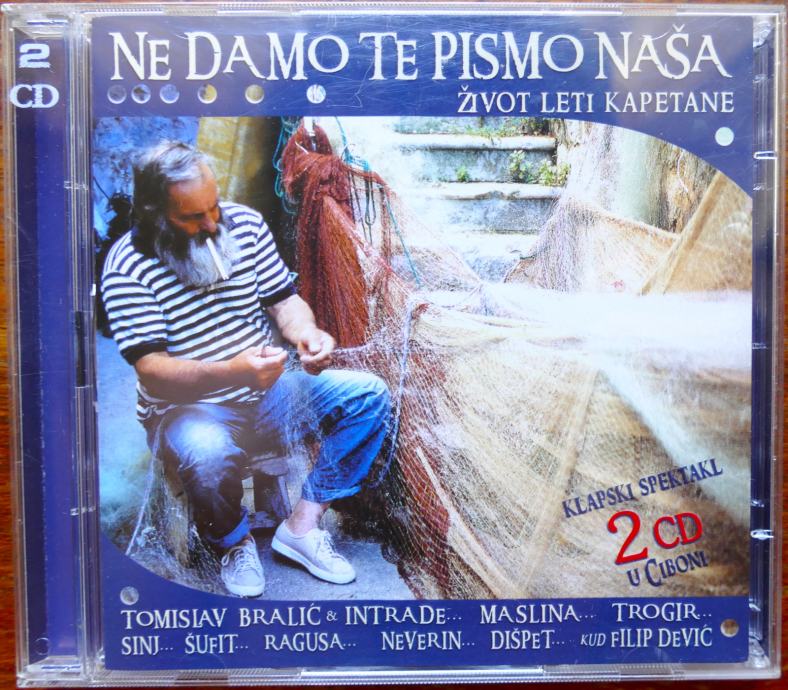 2
CD
NE DAMO TE PISMO NAŠA
ŽIVOT LETI KAPETANE
KLAPSKI SPEKTAKL
2 CD
U CIBONI
TOMISLAV BRALIĆ & INTRADE... MASLINA... TROGIR...
SINJ... ŠUFIT... RAGUSA... NEVERIN... DIŠPET... KUD FILIP DEVIĆ